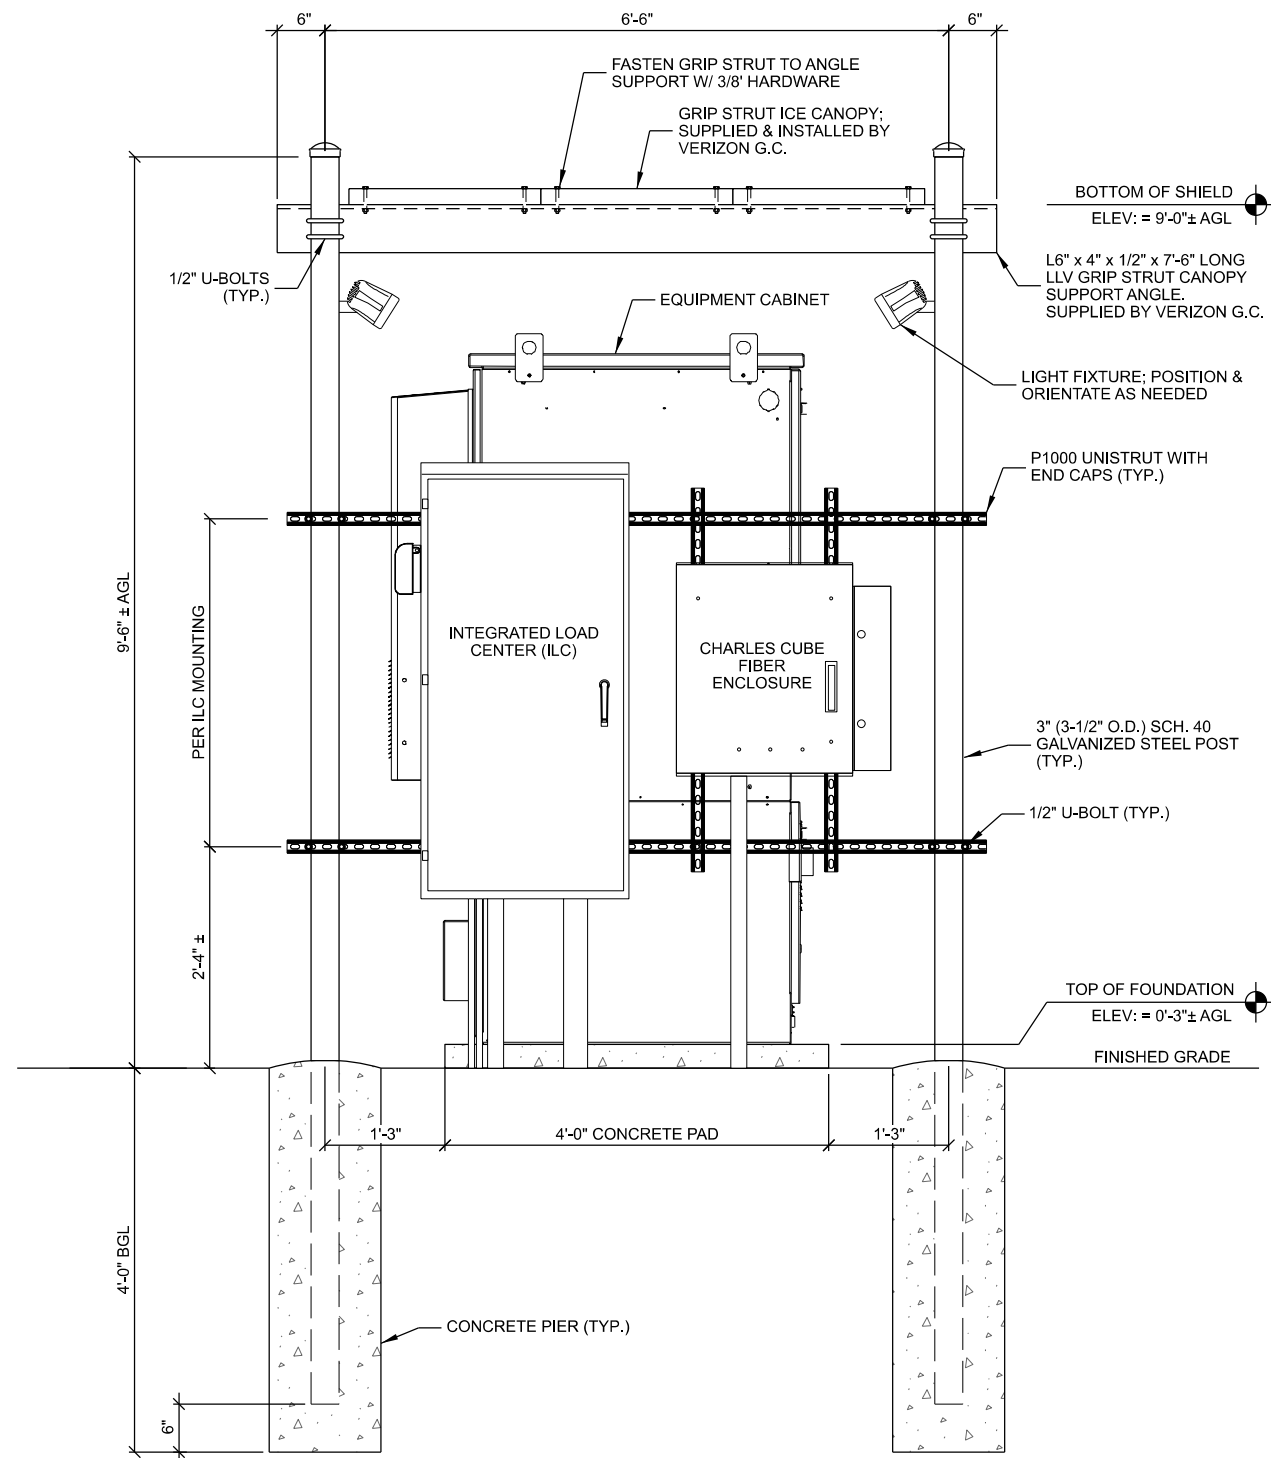 6"
6'-6"
6"
FASTEN GRIP STRUT TO ANGLE
SUPPORT W/ 3/8' HARDWARE
GRIP STRUT ICE CANOPY;
SUPPLIED & INSTALLED BY
VERIZON G.C.
BOTTOM OF SHIELD
ELEV: = 9'-0"± AGL
1/2" U-BOLTS
(TYP.)
L6" x 4" x 1/2" x 7'-6" LONG
LLV GRIP STRUT CANOPY
SUPPORT ANGLE.
SUPPLIED BY VERIZON G.C.
EQUIPMENT CABINET
LIGHT FIXTURE; POSITION &
ORIENTATE AS NEEDED
P1000 UNISTRUT WITH
END CAPS (TYP.)
9'-6" ± AGL
PER ILC MOUNTING
INTEGRATED LOAD
CENTER (ILC)
CHARLES CUBE
FIBER
ENCLOSURE
3" (3-1/2" O.D.) SCH. 40
GALVANIZED STEEL POST
(TYP.)
1/2" U-BOLT (TYP.)
2'-4" ±
TOP OF FOUNDATION
ELEV: = 0'-3"± AGL
FINISHED GRADE
1'-3"
4'-0" CONCRETE PAD
1'-3"
4'-0" BGL
CONCRETE PIER (TYP.)
6"